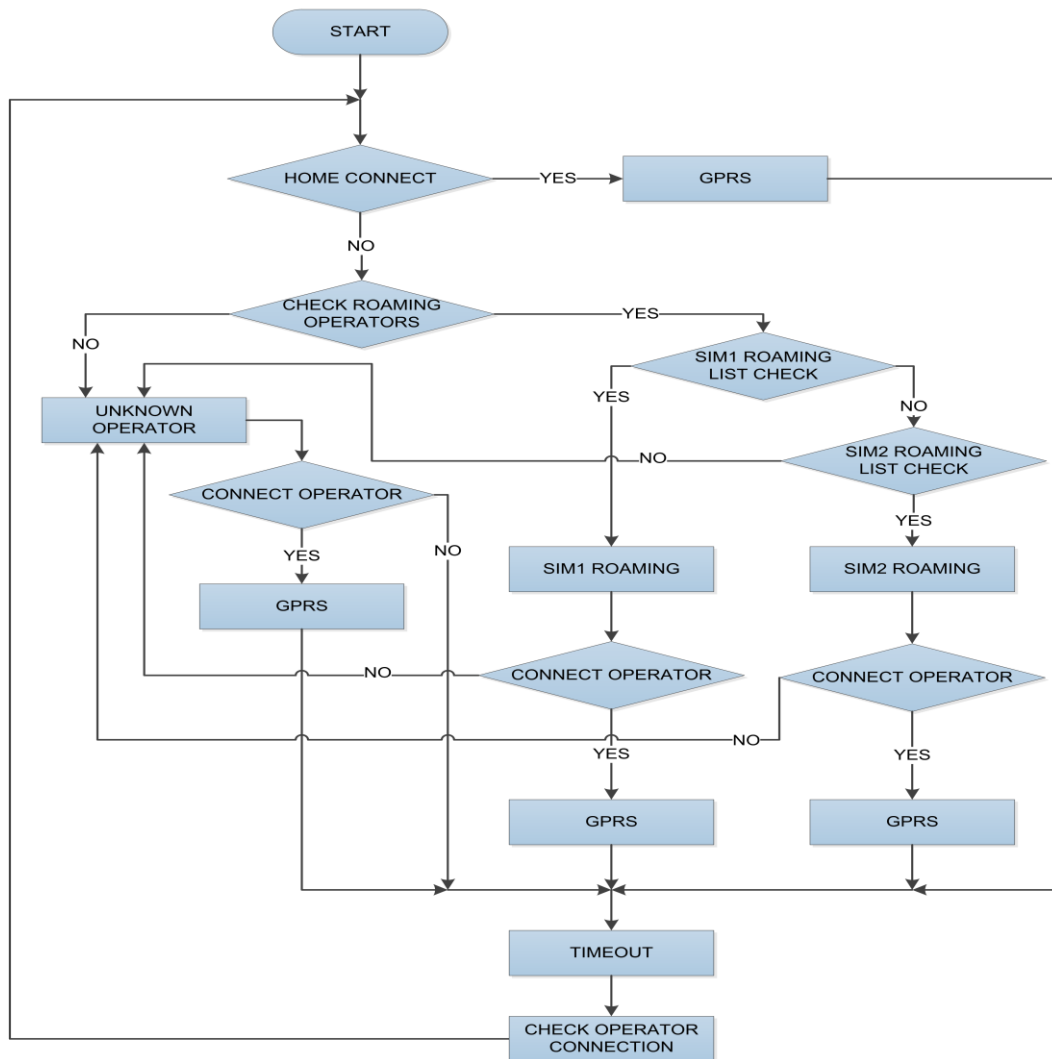 START
HOME CONNECT
YES
GPRS
NO
CHECK ROAMING
OPERATORS
YES
NO
SIM1 ROAMING
LIST CHECK
YES
NO
UNKNOWN
OPERATOR
SIM2 ROAMING
LIST CHECK
NO
CONNECT OPERATOR
YES
NO
YES
SIM1 ROAMING
SIM2 ROAMING
GPRS
NO
CONNECT OPERATOR
CONNECT OPERATOR
NO
YES
YES
GPRS
GPRS
TIMEOUT
CHECK OPERATOR
CONNECTION